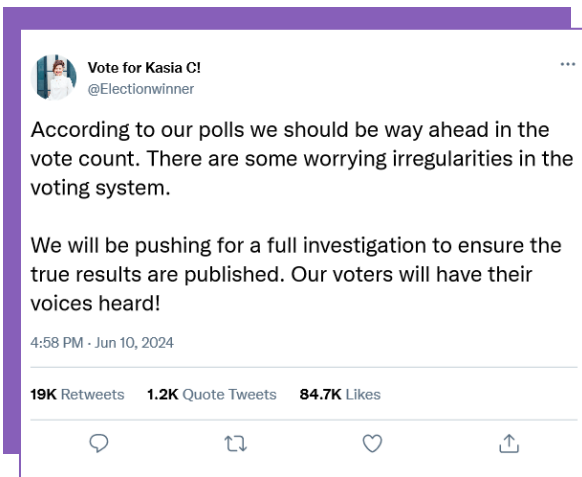 Vote for Kasia C!
@Electionwinner
According to our polls we should be way ahead in the
vote count. There are some worrying irregularities in the
voting system.
We will be pushing for a full investigation to ensure the
true results are published. Our voters will have their
voices heard!
4:58 PM · Jun 10, 2024
19K Retweets 1.2K Quote Tweets 84.7K Likes